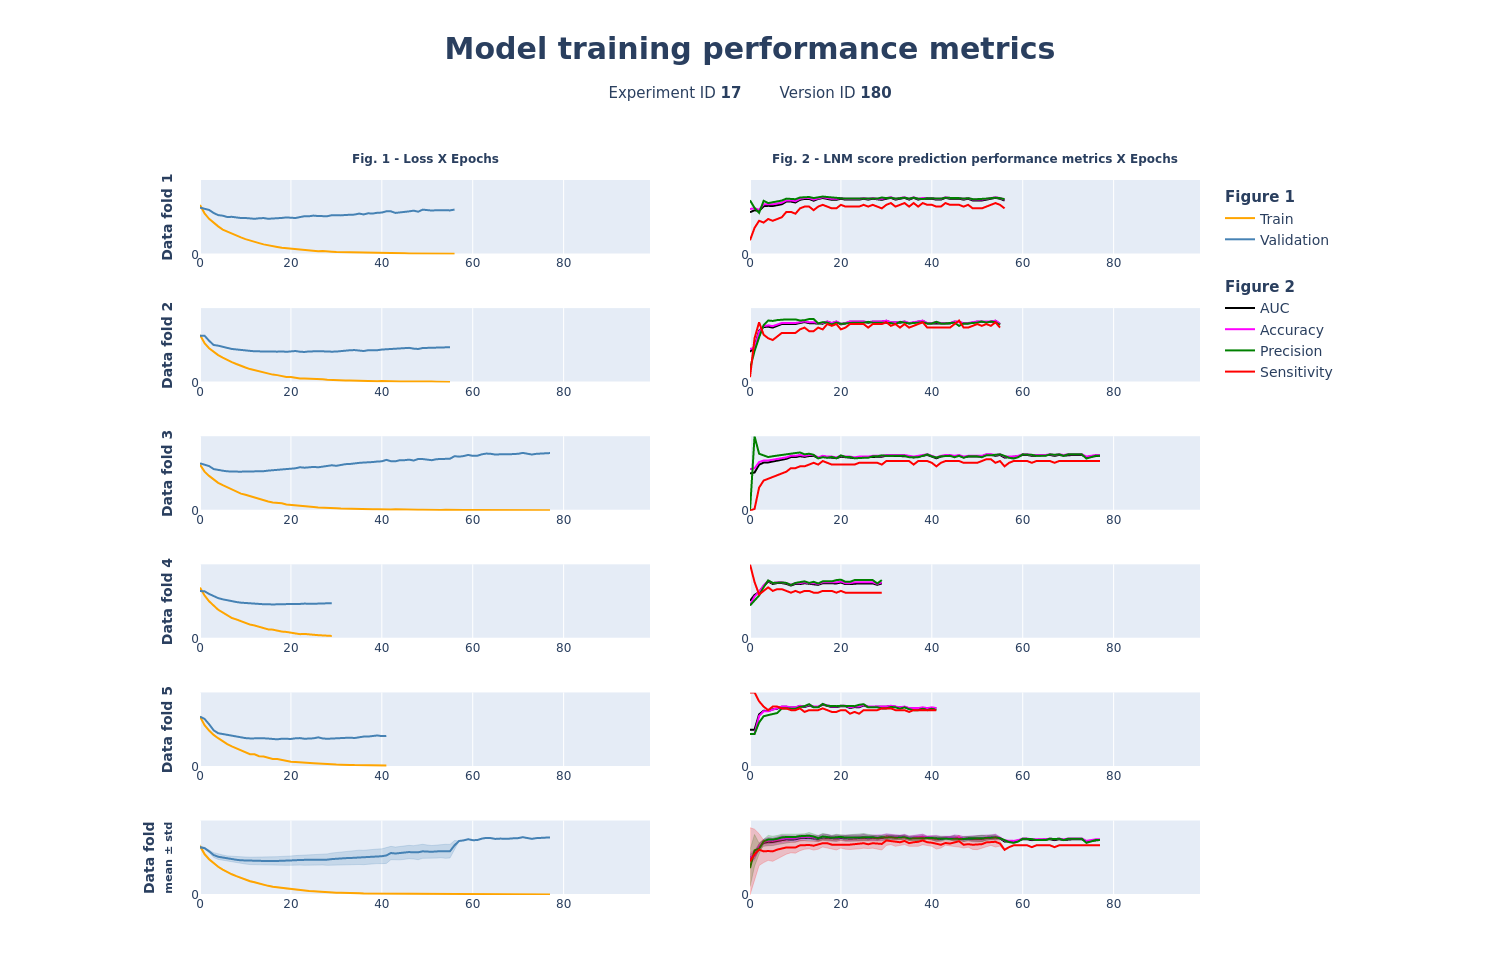 Model training performance metrics
Experiment ID 17 Version ID 180
Fig. 1 - Loss X Epochs
Fig. 2 - LNM score prediction performance metrics X Epochs
Figure 1
Train
Validation
Figure 2
AUC
Accuracy
Precision
Sensitivity
Data fold 1
0
0 20 40 60 80
0
0 20 40 60 80
Data fold 2
0
0 20 40 60 80
0
0 20 40 60 80
Data fold 3
0
0 20 40 60 80
0
0 20 40 60 80
Data fold 4
0
0 20 40 60 80
0
0 20 40 60 80
Data fold 5
0
0 20 40 60 80
0
0 20 40 60 80
Data fold
mean ± std
0
0 20 40 60 80
0
0 20 40 60 80